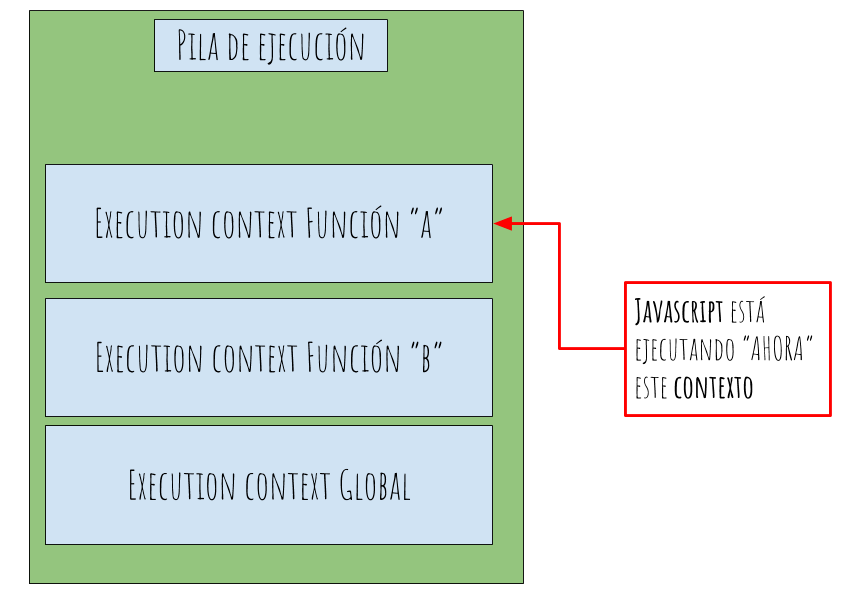 Pila de ejecución
Execution context Función "A"
Execution context Función "B"
Execution context Global
Javascript está
ejecutando "AHORA"
este contexto